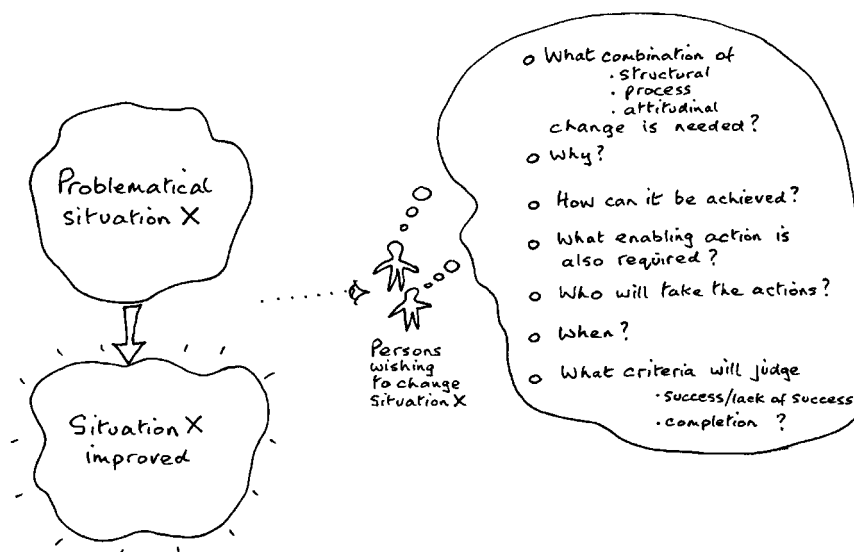 Problematical
situation X
Situation X
improved
Persons
wishing
to change
Situation X
What combination of
· structural
· process
· attitudinal
change is needed?
Why?
How can it be achieved?
What enabling action is
also required?
Who will take the actions?
When?
What criteria will judge
· success/lack of success
· completion ?